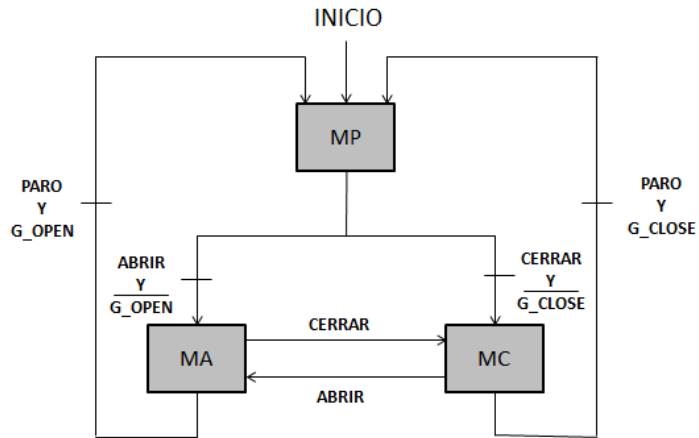 INICIO
MP
PARO
Y
G_OPEN
PARO
Y
G_CLOSE
ABRIR
Y
G_OPEN
CERRAR
Y
G_CLOSE
MA
CERRAR
MC
ABRIR